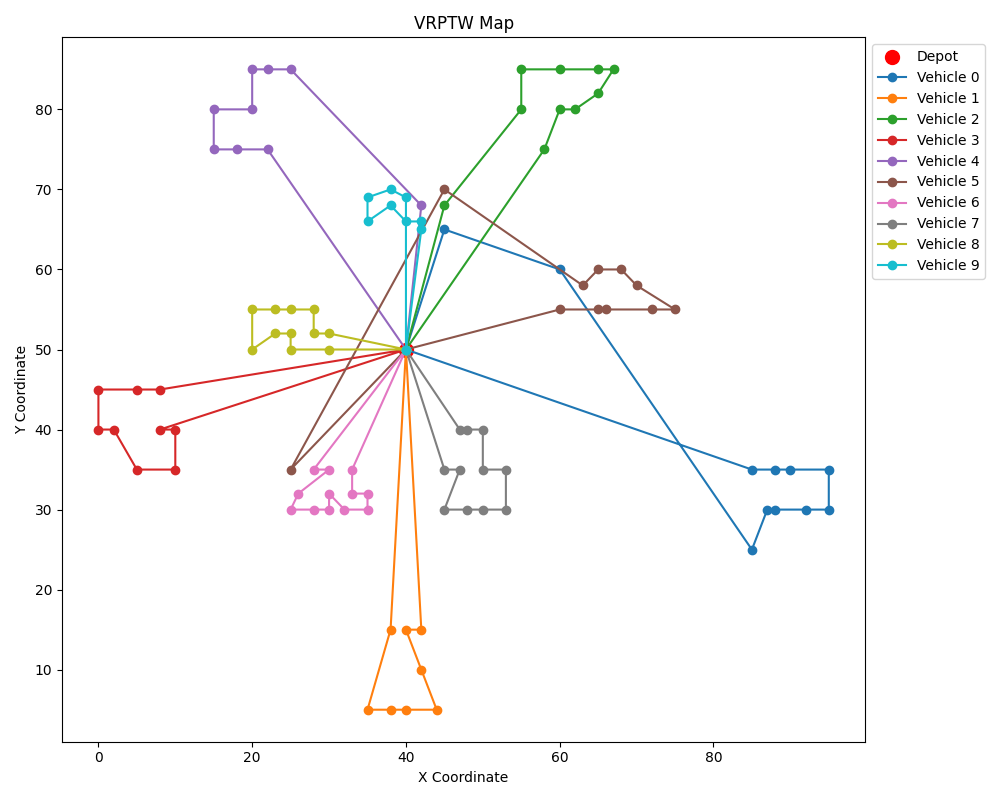 VRPTW Map
Y Coordinate
80
70
60
50
40
30
20
10
0
20
40
60
80
X Coordinate
Depot
Vehicle 0
Vehicle 1
Vehicle 2
Vehicle 3
Vehicle 4
Vehicle 5
Vehicle 6
Vehicle 7
Vehicle 8
Vehicle 9